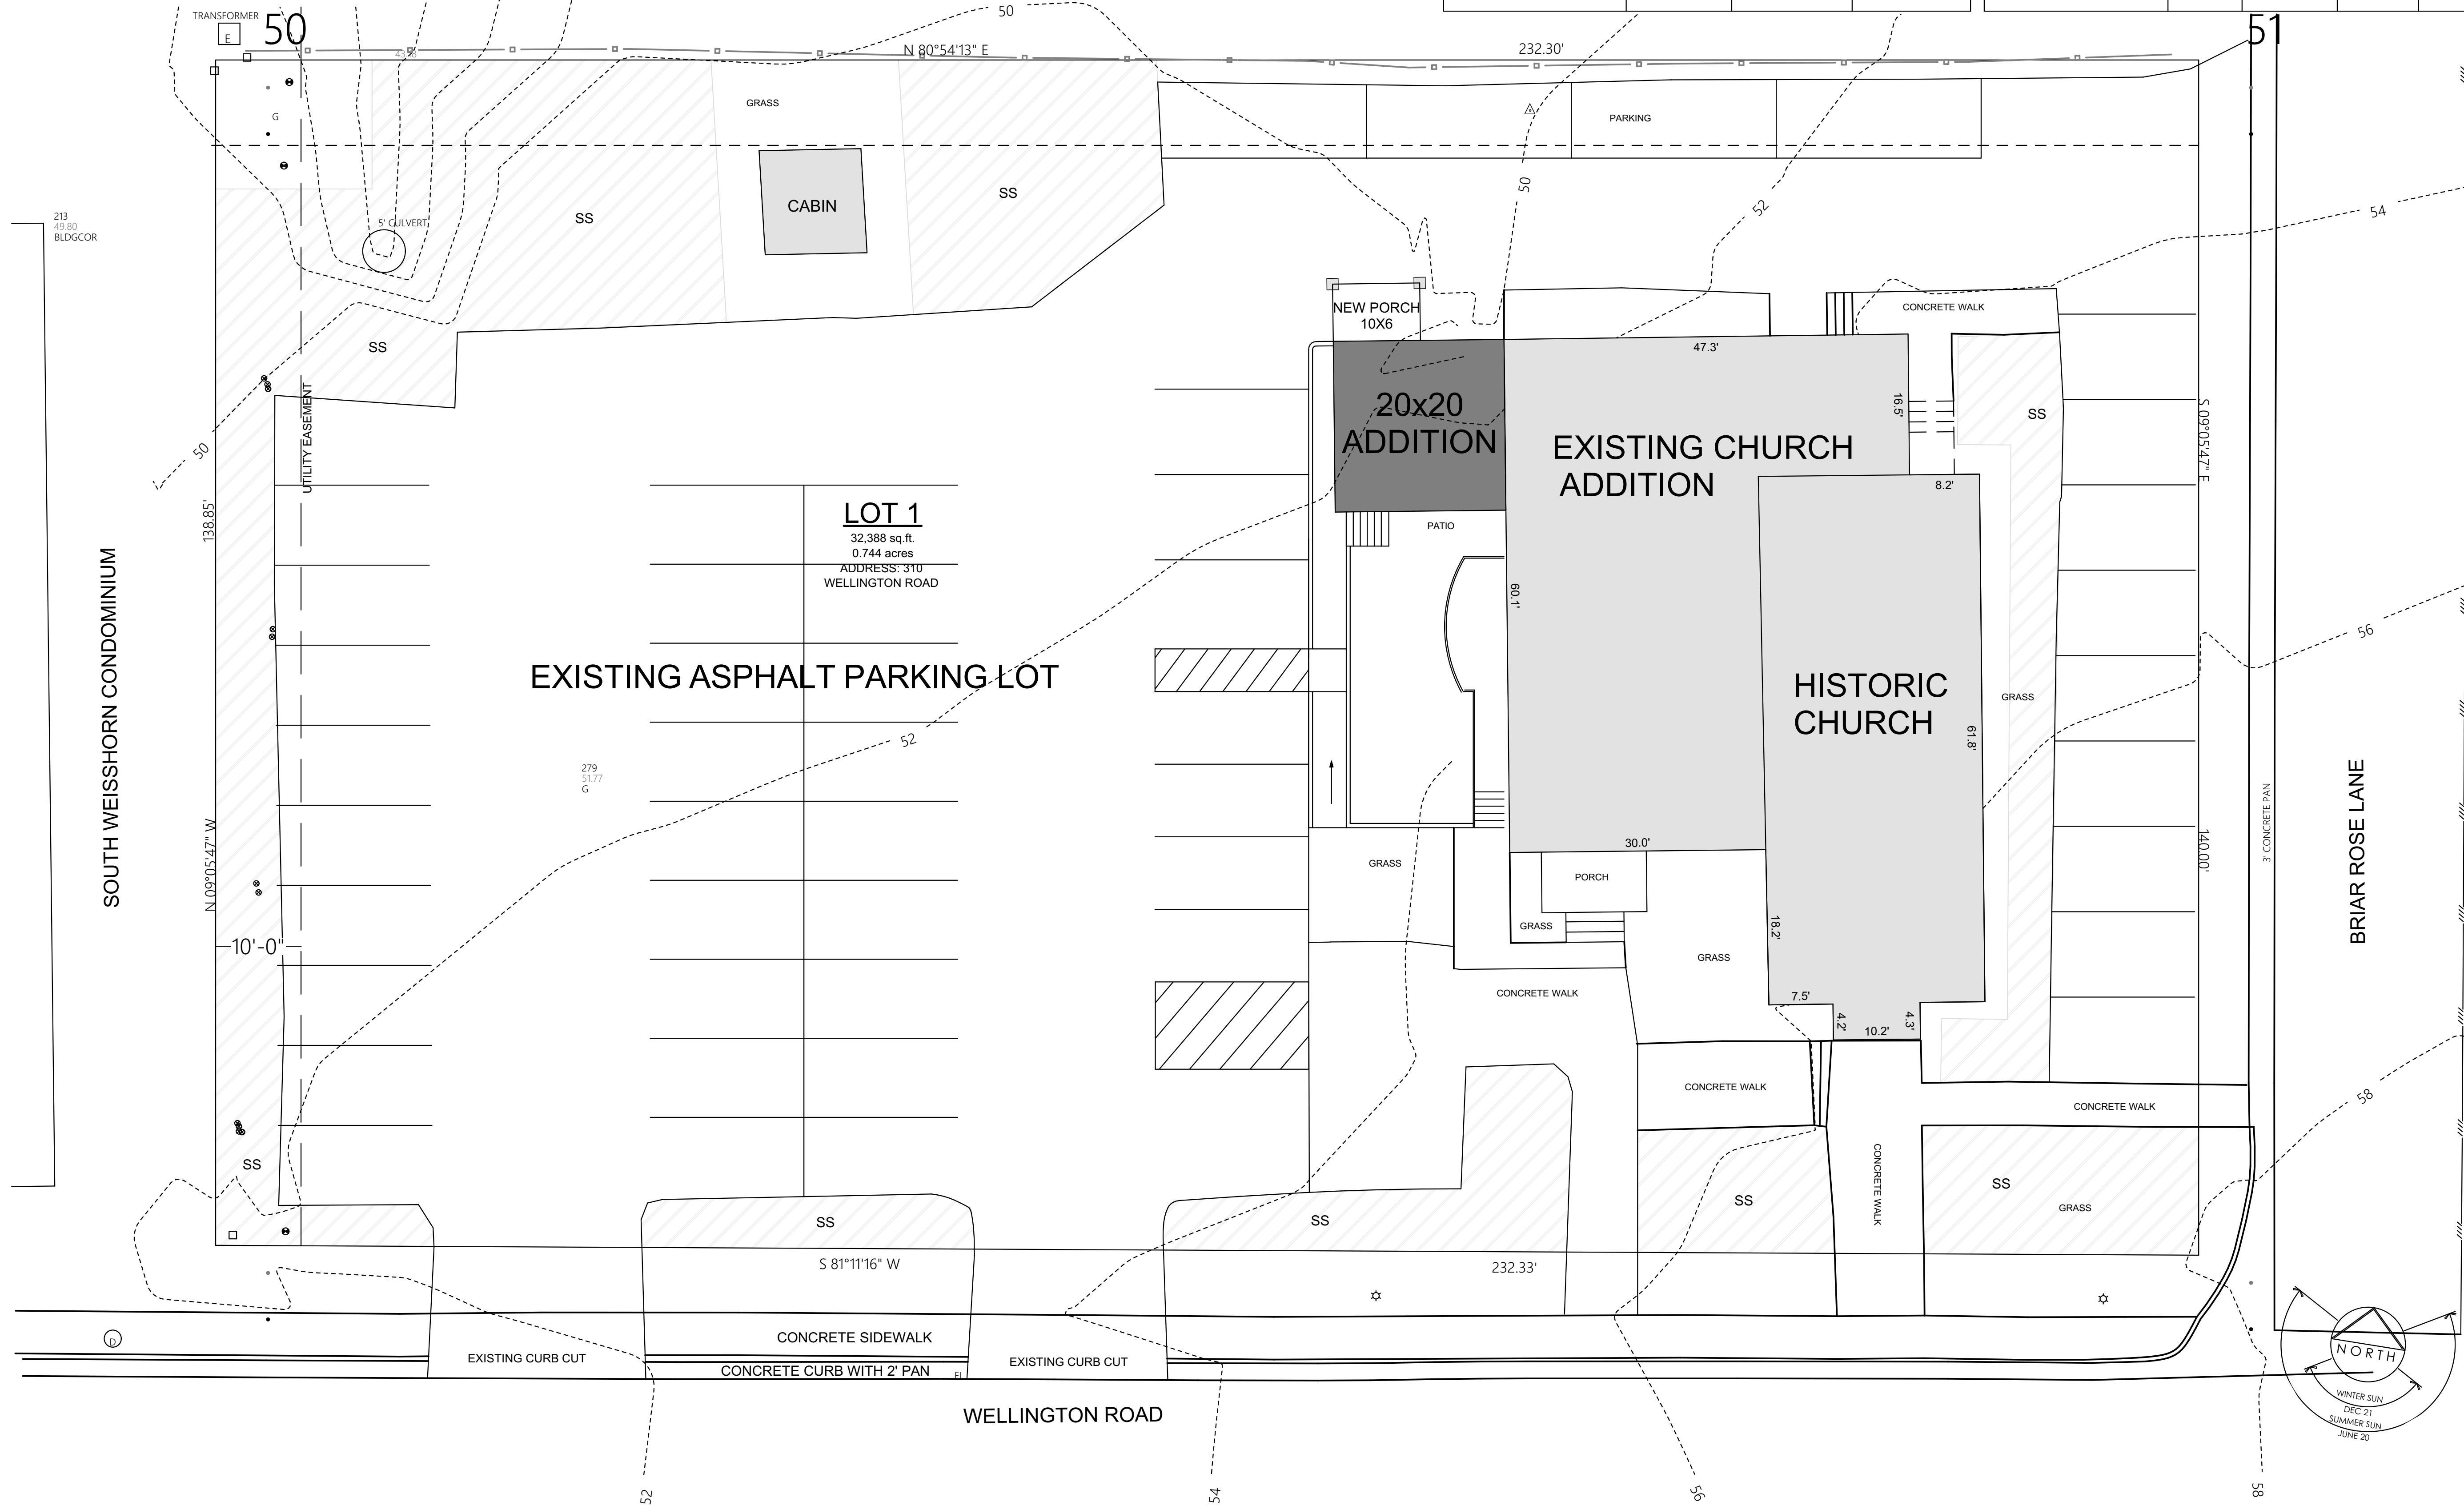 TRANSFORMER
E
50
43.18
N 80°54'13" E
50
232.30'
51
G
GRASS
PARKING
213
49.80
BLDGCOR
5' CULVERT
SS
CABIN
SS
50
52
54
SS
NEW PORCH
10X6
CONCRETE WALK
47.3'
20x20
ADDITION
EXISTING CHURCH
ADDITION
16.5'
SS
S 09°05'47" E
50
UTILITY EASEMENT
138.85'
LOT 1
32,388 sq.ft.
0.744 acres
ADDRESS: 310
WELLINGTON ROAD
PATIO
8.2'
60.1'
56
SOUTH WEISSHORN CONDOMINIUM
EXISTING ASPHALT PARKING LOT
HISTORIC
CHURCH
GRASS
61.8'
52
279
51.77
G
N 09°05'47" W
30.0'
GRASS
PORCH
GRASS
18.2'
GRASS
140.00'
3' CONCRETE PAN
BRIAR ROSE LANE
10'-0"
CONCRETE WALK
7.5'
4.2'
10.2'
4.3'
CONCRETE WALK
CONCRETE WALK
58
SS
CONCRETE WALK
SS
SS
SS
SS
GRASS
S 81°11'16" W
232.33'
D
CONCRETE SIDEWALK
EXISTING CURB CUT
CONCRETE CURB WITH 2' PAN
FL
EXISTING CURB CUT
WELLINGTON ROAD
NORTH
WINTER SUN
DEC 21
SUMMER SUN
JUNE 20
52
54
56
58